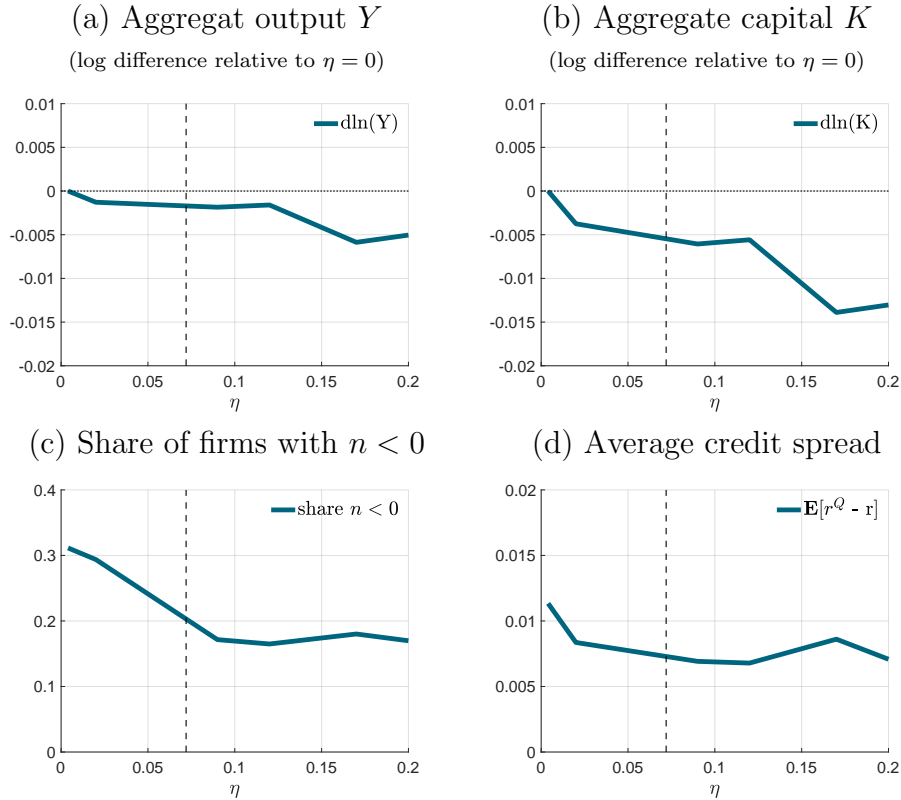 (a) Aggregat output Y
(log difference relative to η = 0)
0.01
0.005
0
-0.005
-0.01
-0.015
-0.02
dln(Y)
0 0.05 0.1 0.15 0.2
η
(b) Aggregate capital K
(log difference relative to η = 0)
0.01
0.005
0
-0.005
-0.01
-0.015
-0.02
dln(K)
0 0.05 0.1 0.15 0.2
η
(c) Share of firms with n < 0
0.4
0.3
0.2
0.1
0
share n < 0
0 0.05 0.1 0.15 0.2
η
(d) Average credit spread
0.02
0.015
0.01
0.005
0
E[r^Q - r]
0 0.05 0.1 0.15 0.2
η